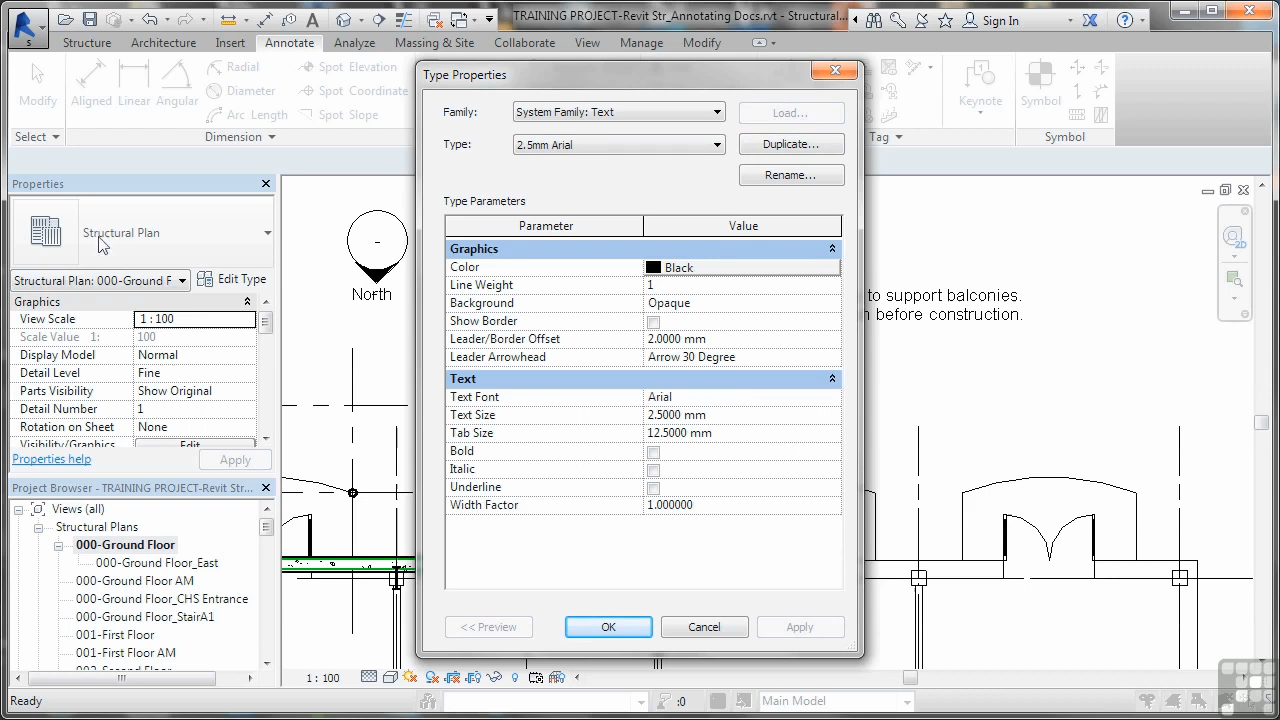 TRAINING PROJECT-Revit Str_Annotating Docs.rvt - Structural...
Sign In
S
Structure
Architecture
Insert
Annotate
Analyze
Massing & Site
Collaborate
View
Manage
Modify
Modify
Aligned
Linear
Angular
Radial
Diameter
Arc Length
Spot Elevation
Spot Coordinate
Spot Slope
Keynote
Symbol
Select
Dimension
Tag
Symbol
Properties
Structural Plan
Structural Plan: 000-Ground F
Edit Type
Graphics
View Scale
1 : 100
Scale Value 1:
100
Display Model
Normal
Detail Level
Fine
Parts Visibility
Show Original
Detail Number
1
Rotation on Sheet
None
Visibility/Graphics
Edit
Properties help
Apply
Project Browser - TRAINING PROJECT-Revit Str...
Views (all)
Structural Plans
000-Ground Floor
000-Ground Floor_East
000-Ground Floor AM
000-Ground Floor_CHS Entrance
000-Ground Floor_StairA1
001-First Floor
001-First Floor AM
002-Second Floor
Ready
North
to support balconies.
before construction.
2D
Type Properties
Family:
System Family: Text
Load...
Type:
2.5mm Arial
Duplicate...
Rename...
Type Parameters
Parameter
Value
Graphics
Color
Black
Line Weight
1
Background
Opaque
Show Border
Leader/Border Offset
2.0000 mm
Leader Arrowhead
Arrow 30 Degree
Text
Text Font
Arial
Text Size
2.5000 mm
Tab Size
12.5000 mm
Bold
Italic
Underline
Width Factor
1.000000
<< Preview
OK
Cancel
Apply
1 : 100
:0
Main Model